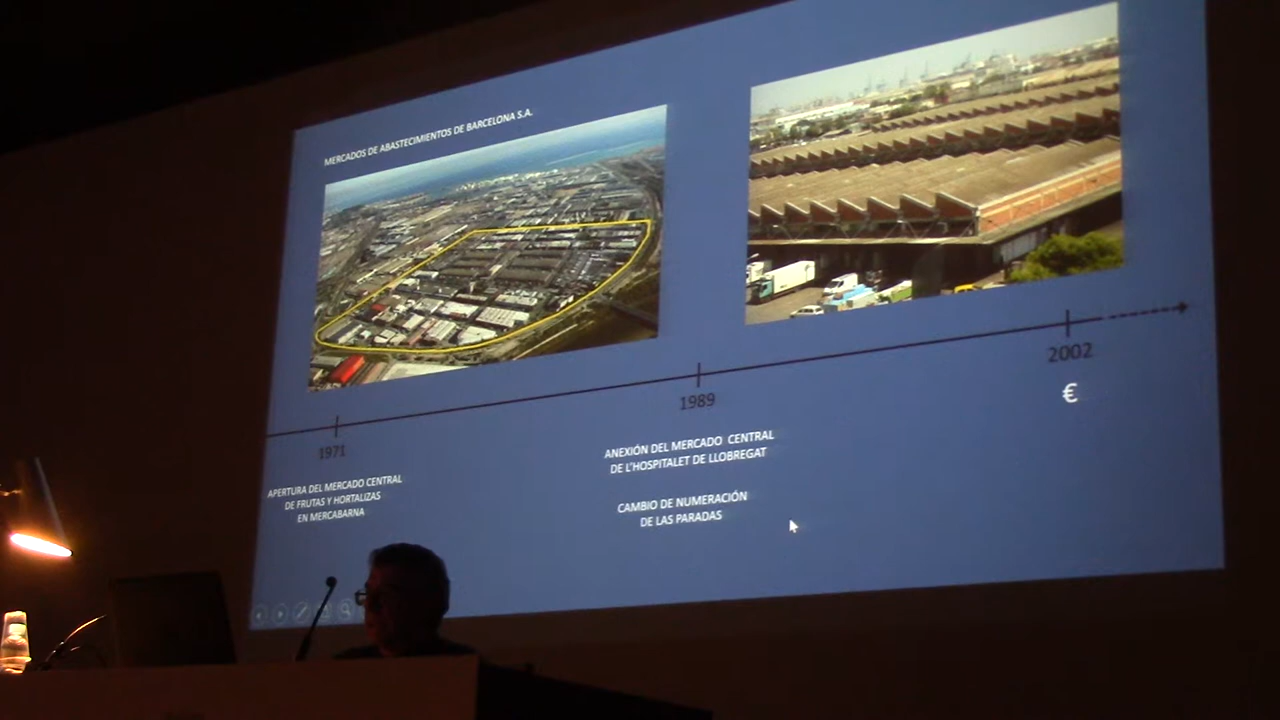 MERCADOS DE ABASTECIMIENTOS DE BARCELONA S.A.
1971
1989
2002
€
APERTURA DEL MERCADO CENTRAL
DE FRUTAS Y HORTALIZAS
EN MERCABARNA
ANEXIÓN DEL MERCADO CENTRAL
DE L'HOSPITALET DE LLOBREGAT
CAMBIO DE NUMERACIÓN
DE LAS PARADAS